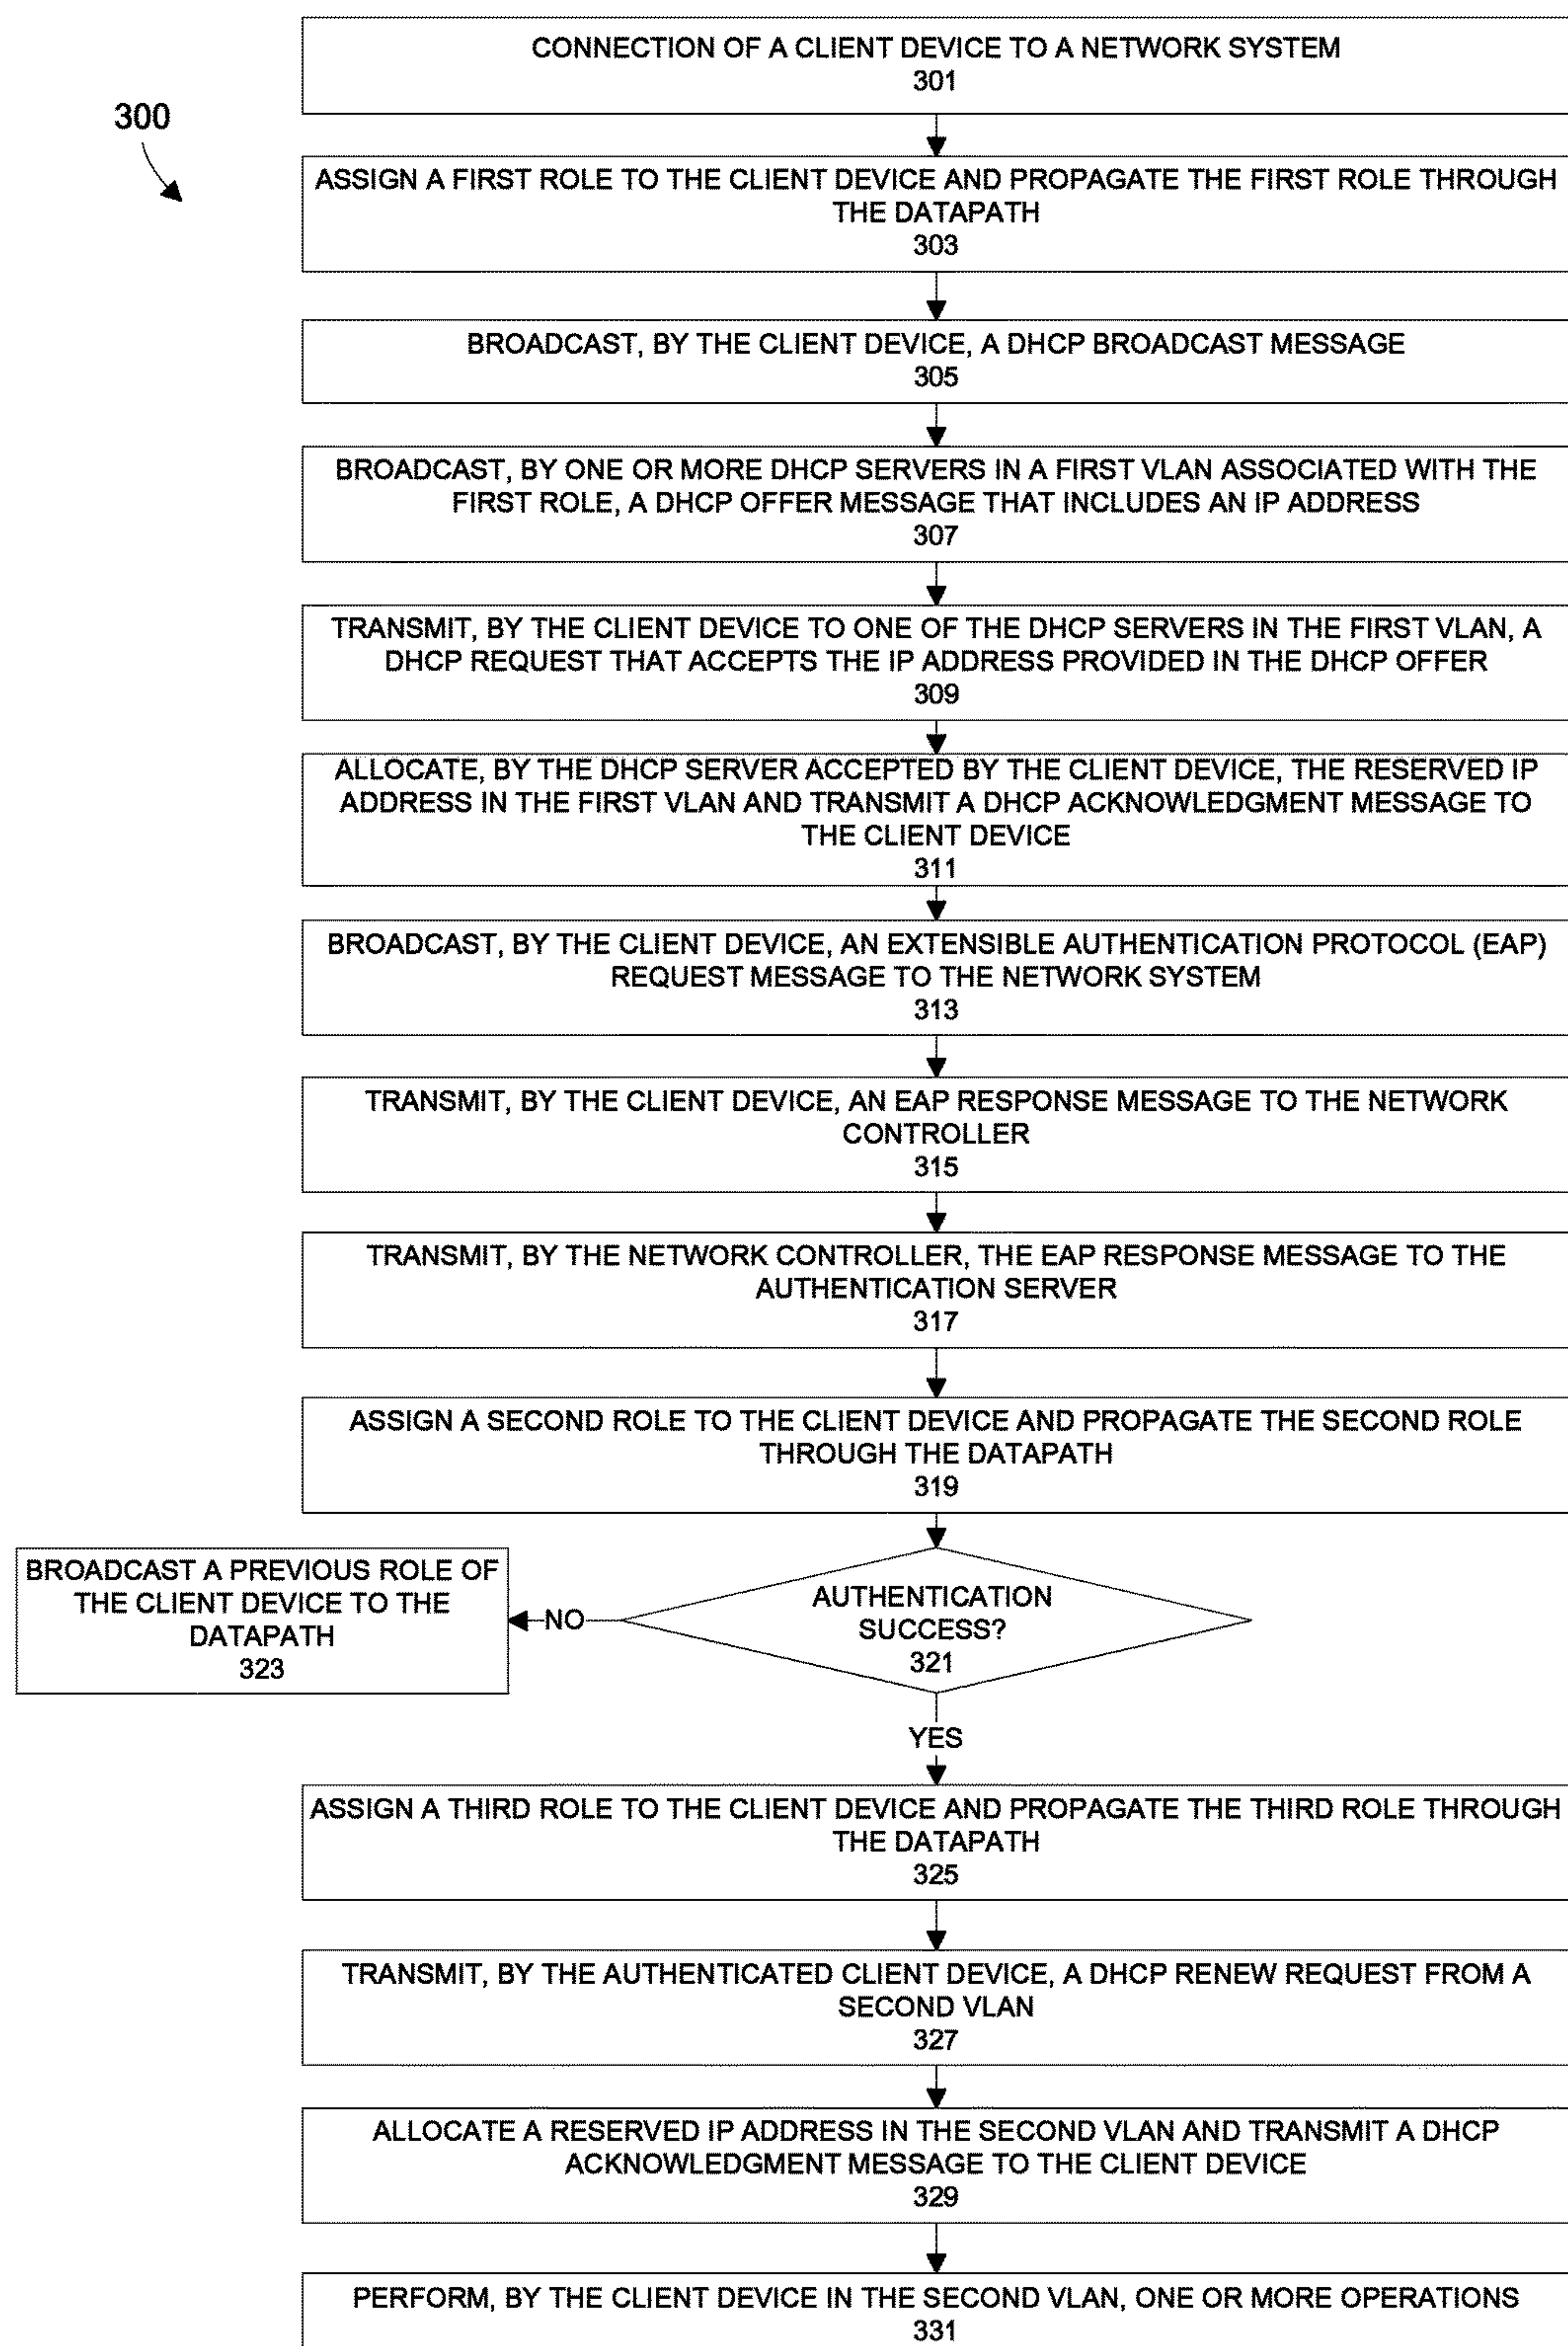 CONNECTION OF A CLIENT DEVICE TO A NETWORK SYSTEM
301
300
ASSIGN A FIRST ROLE TO THE CLIENT DEVICE AND PROPAGATE THE FIRST ROLE THROUGH
THE DATAPATH
303
BROADCAST, BY THE CLIENT DEVICE, A DHCP BROADCAST MESSAGE
305
BROADCAST, BY ONE OR MORE DHCP SERVERS IN A FIRST VLAN ASSOCIATED WITH THE
FIRST ROLE, A DHCP OFFER MESSAGE THAT INCLUDES AN IP ADDRESS
307
TRANSMIT, BY THE CLIENT DEVICE TO ONE OF THE DHCP SERVERS IN THE FIRST VLAN, A
DHCP REQUEST THAT ACCEPTS THE IP ADDRESS PROVIDED IN THE DHCP OFFER
309
ALLOCATE, BY THE DHCP SERVER ACCEPTED BY THE CLIENT DEVICE, THE RESERVED IP
ADDRESS IN THE FIRST VLAN AND TRANSMIT A DHCP ACKNOWLEDGMENT MESSAGE TO
THE CLIENT DEVICE
311
BROADCAST, BY THE CLIENT DEVICE, AN EXTENSIBLE AUTHENTICATION PROTOCOL (EAP)
REQUEST MESSAGE TO THE NETWORK SYSTEM
313
TRANSMIT, BY THE CLIENT DEVICE, AN EAP RESPONSE MESSAGE TO THE NETWORK
CONTROLLER
315
TRANSMIT, BY THE NETWORK CONTROLLER, THE EAP RESPONSE MESSAGE TO THE
AUTHENTICATION SERVER
317
ASSIGN A SECOND ROLE TO THE CLIENT DEVICE AND PROPAGATE THE SECOND ROLE
THROUGH THE DATAPATH
319
AUTHENTICATION
SUCCESS?
321
NO
BROADCAST A PREVIOUS ROLE OF
THE CLIENT DEVICE TO THE
DATAPATH
323
YES
ASSIGN A THIRD ROLE TO THE CLIENT DEVICE AND PROPAGATE THE THIRD ROLE THROUGH
THE DATAPATH
325
TRANSMIT, BY THE AUTHENTICATED CLIENT DEVICE, A DHCP RENEW REQUEST FROM A
SECOND VLAN
327
ALLOCATE A RESERVED IP ADDRESS IN THE SECOND VLAN AND TRANSMIT A DHCP
ACKNOWLEDGMENT MESSAGE TO THE CLIENT DEVICE
329
PERFORM, BY THE CLIENT DEVICE IN THE SECOND VLAN, ONE OR MORE OPERATIONS
331